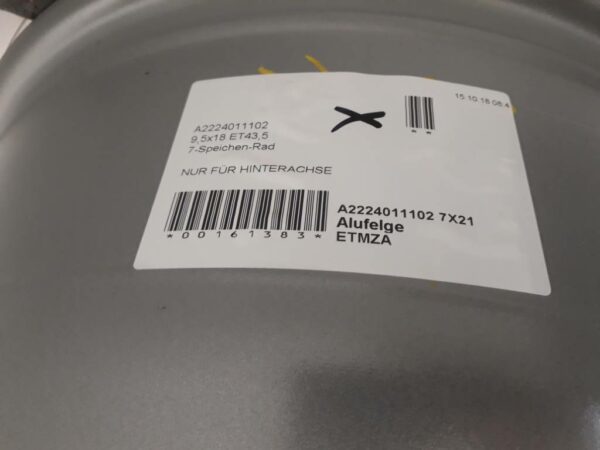 15.10.18 08:4
A2224011102
9,5x18 ET43,5
7-Speichen-Rad
NUR FÜR HINTERACHSE
*00161383*
A2224011102 7X21
Alufelge
ETMZA